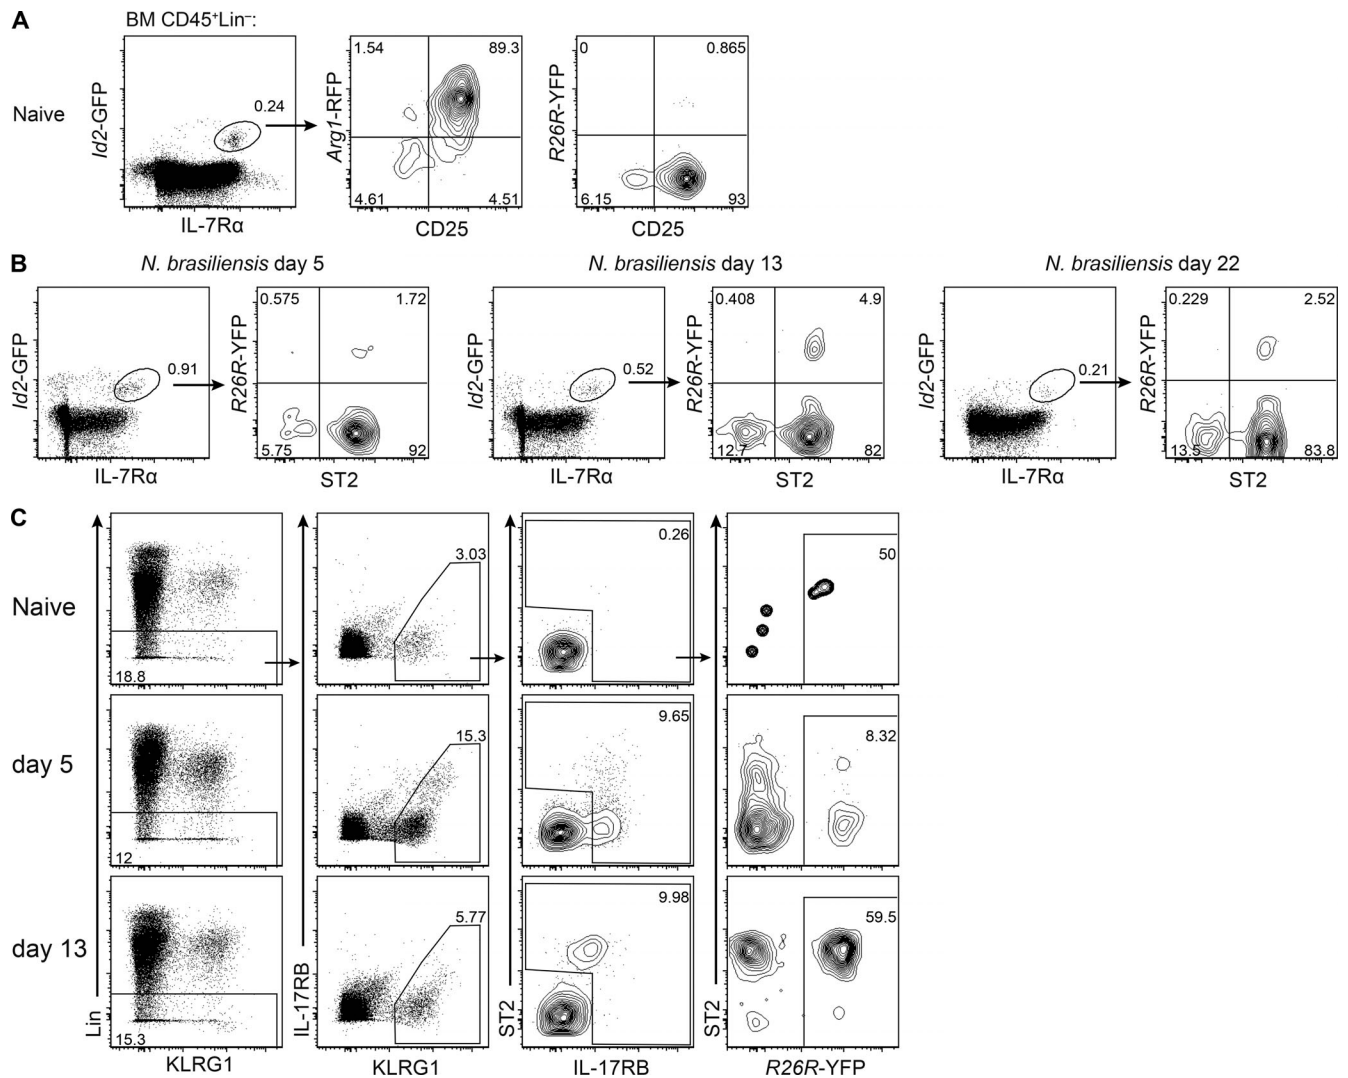 A
BM CD45⁺Lin⁻:
Naive
Id2-GFP
0.24
IL-7Rα
1.54
89.3
Arg1-RFP
4.61
4.51
CD25
0
0.865
R26R-YFP
6.15
93
CD25
B
N. brasiliensis day 5
N. brasiliensis day 13
N. brasiliensis day 22
Id2-GFP
0.91
IL-7Rα
0.575
1.72
R26R-YFP
5.75
92
ST2
Id2-GFP
0.52
IL-7Rα
0.408
4.9
R26R-YFP
12.7
82
ST2
Id2-GFP
0.21
IL-7Rα
0.229
2.52
R26R-YFP
13.5
83.8
ST2
C
Naive
18.8
3.03
0.26
50
day 5
12
15.3
9.65
8.32
day 13
15.3
5.77
9.98
59.5
Lin
KLRG1
IL-17RB
KLRG1
ST2
IL-17RB
ST2
R26R-YFP